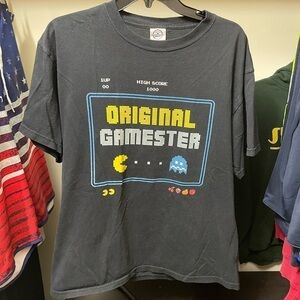 1UP HIGH SCORE
00 1000
ORIGINAL
GAMESTER